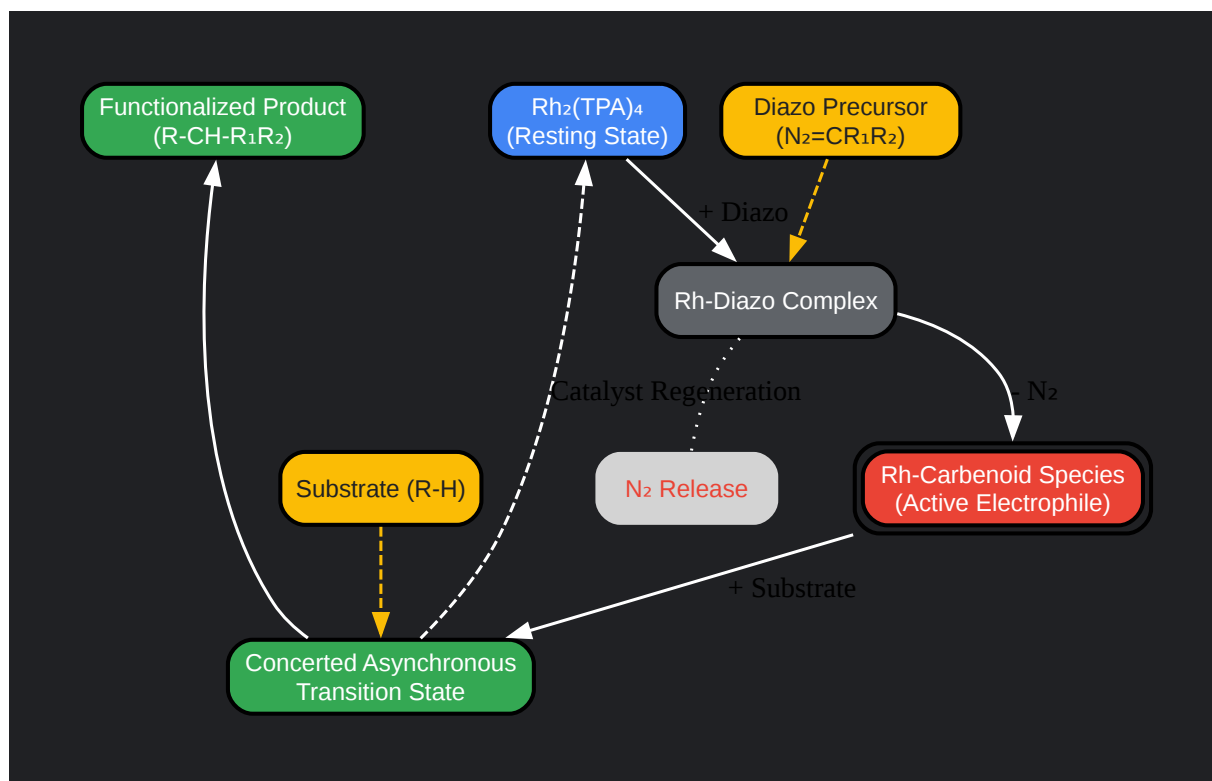 Functionalized Product
(R-CH-R₁R₂)
Rh₂(TPA)₄
(Resting State)
Diazo Precursor
(N₂=CR₁R₂)
+ Diazo
Rh-Diazo Complex
Catalyst Regeneration
- N₂
Substrate (R-H)
N₂ Release
Rh-Carbenoid Species
(Active Electrophile)
+ Substrate
Concerted Asynchronous
Transition State